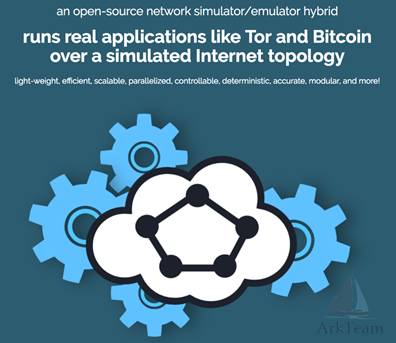 an open-source network simulator/emulator hybrid
runs real applications like Tor and Bitcoin
over a simulated Internet topology
light-weight, efficient, scalable, parallelized, controllable, deterministic, accurate, modular, and more!
ArkTeam